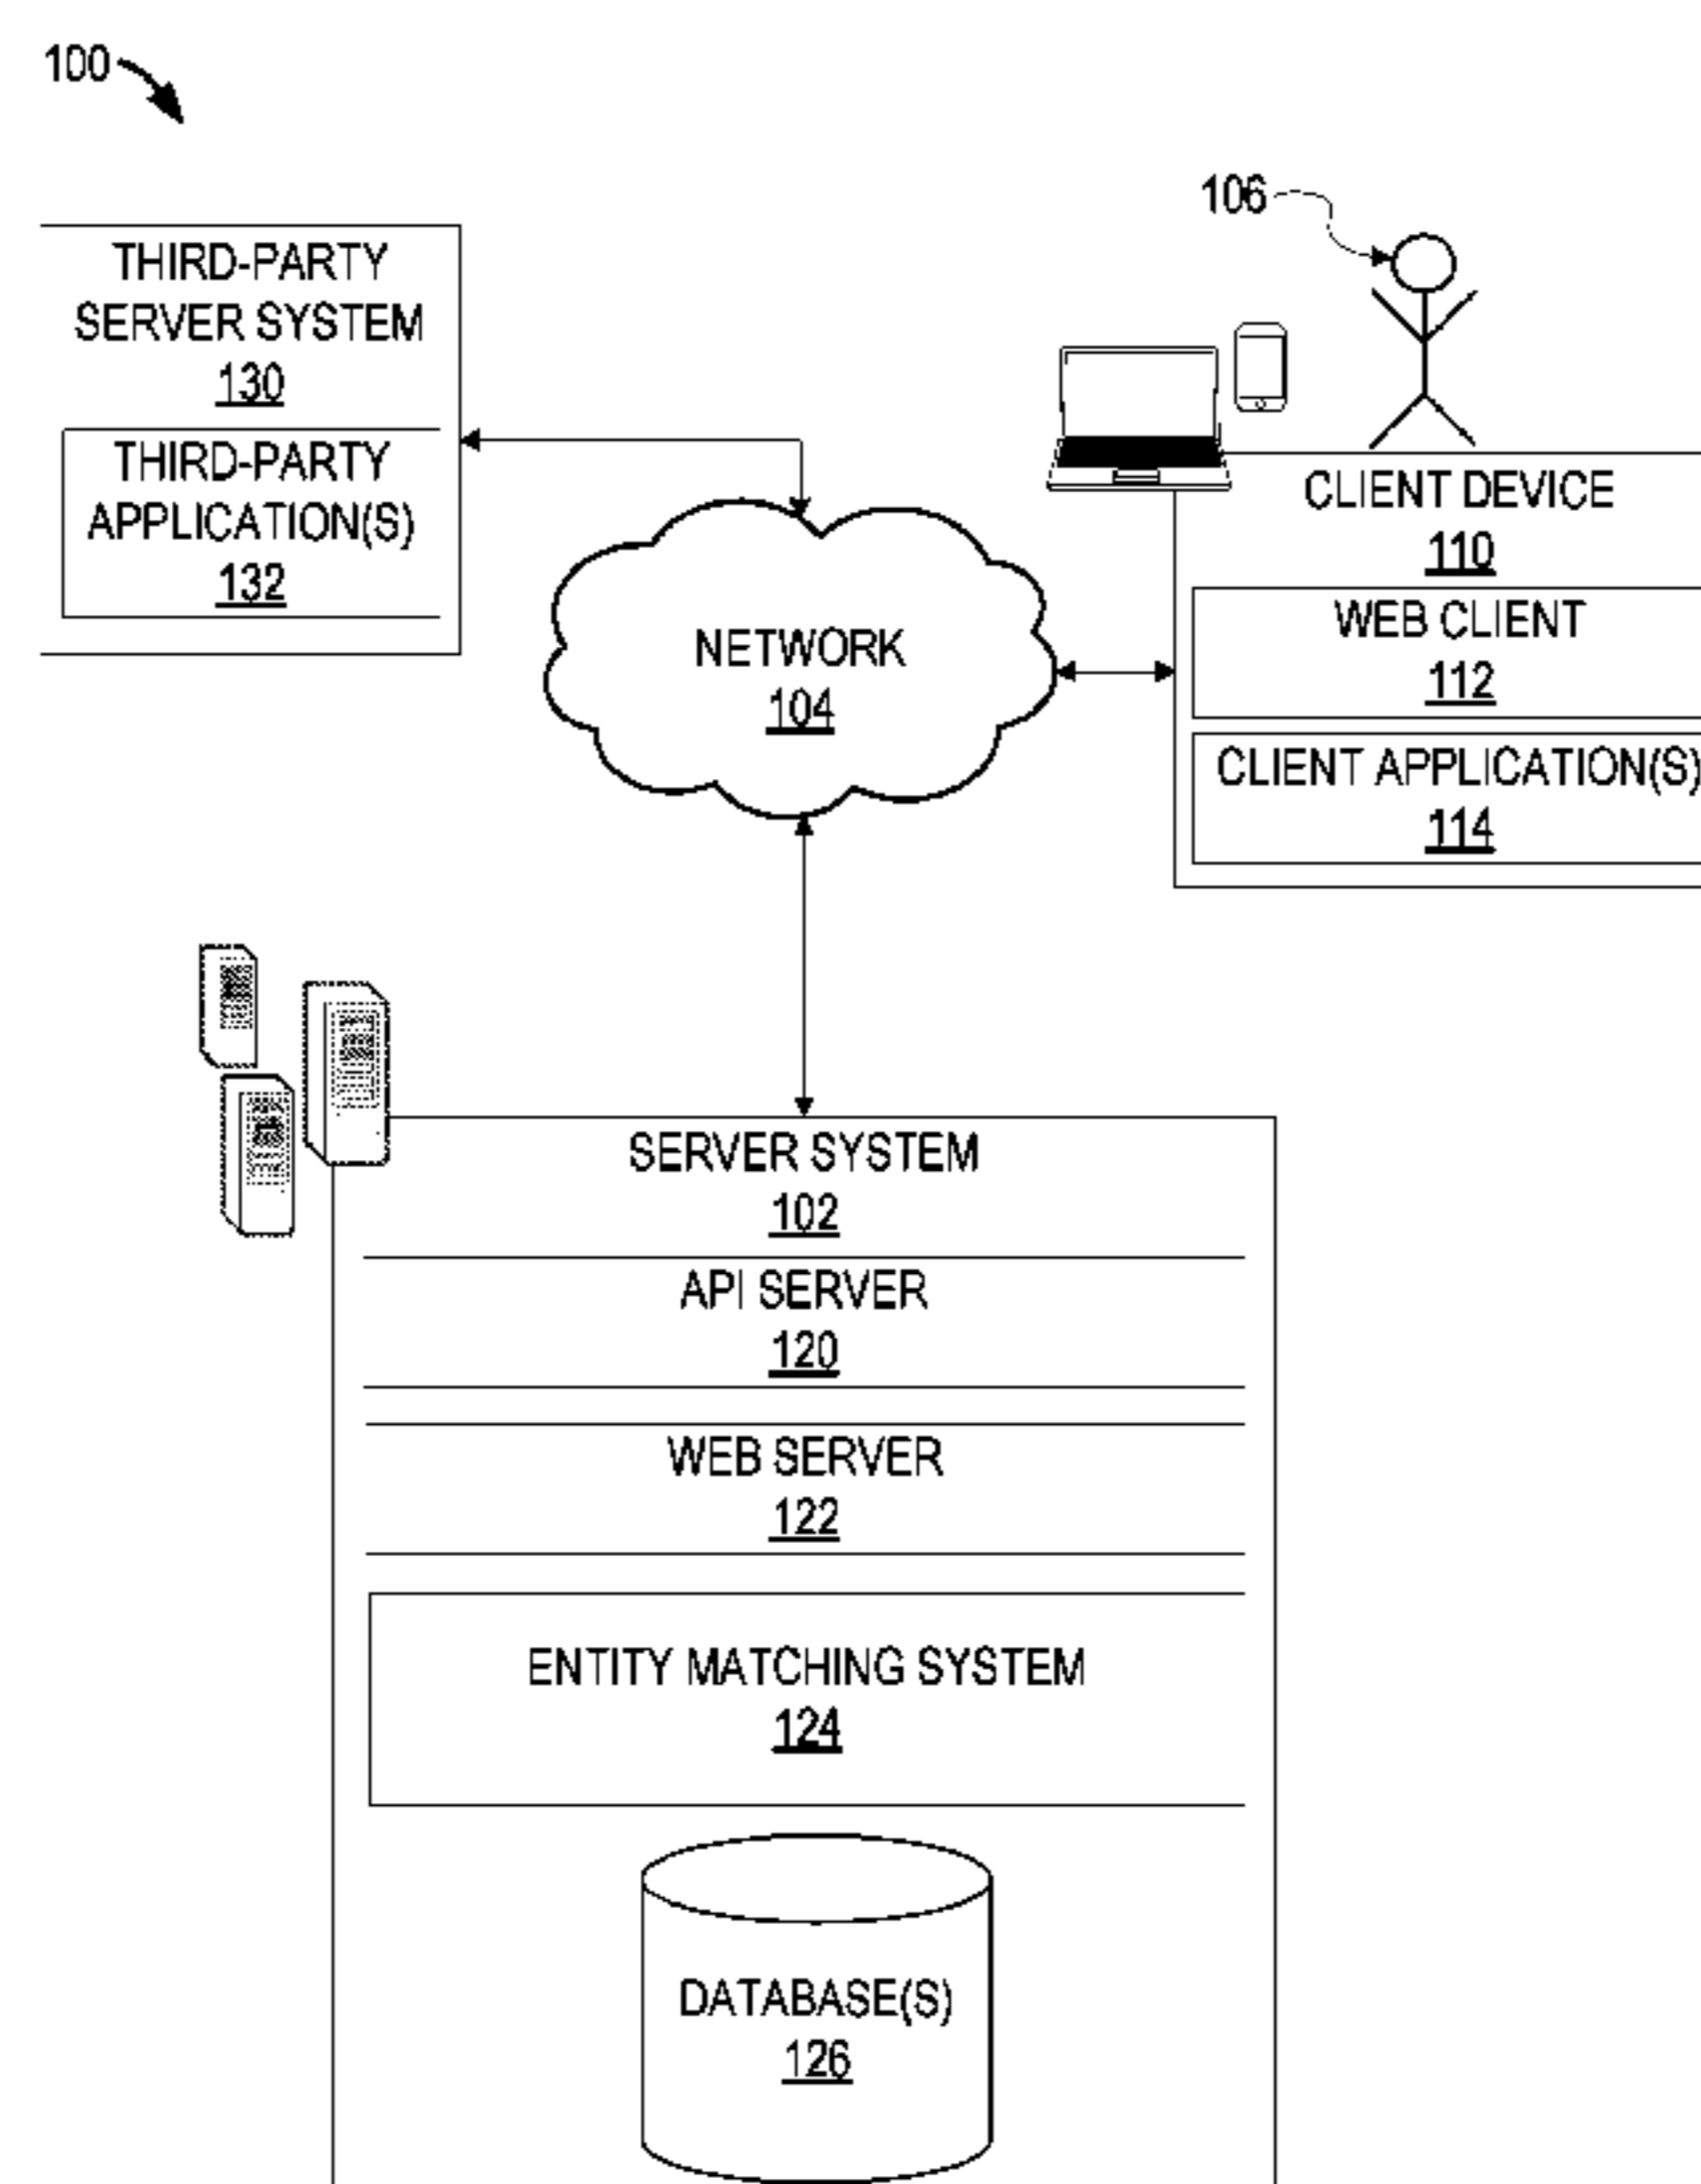 100
106
THIRD-PARTY
SERVER SYSTEM
130
THIRD-PARTY
APPLICATION(S)
132
CLIENT DEVICE
110
WEB CLIENT
112
CLIENT APPLICATION(S)
114
NETWORK
104
SERVER SYSTEM
102
API SERVER
120
WEB SERVER
122
ENTITY MATCHING SYSTEM
124
DATABASE(S)
126